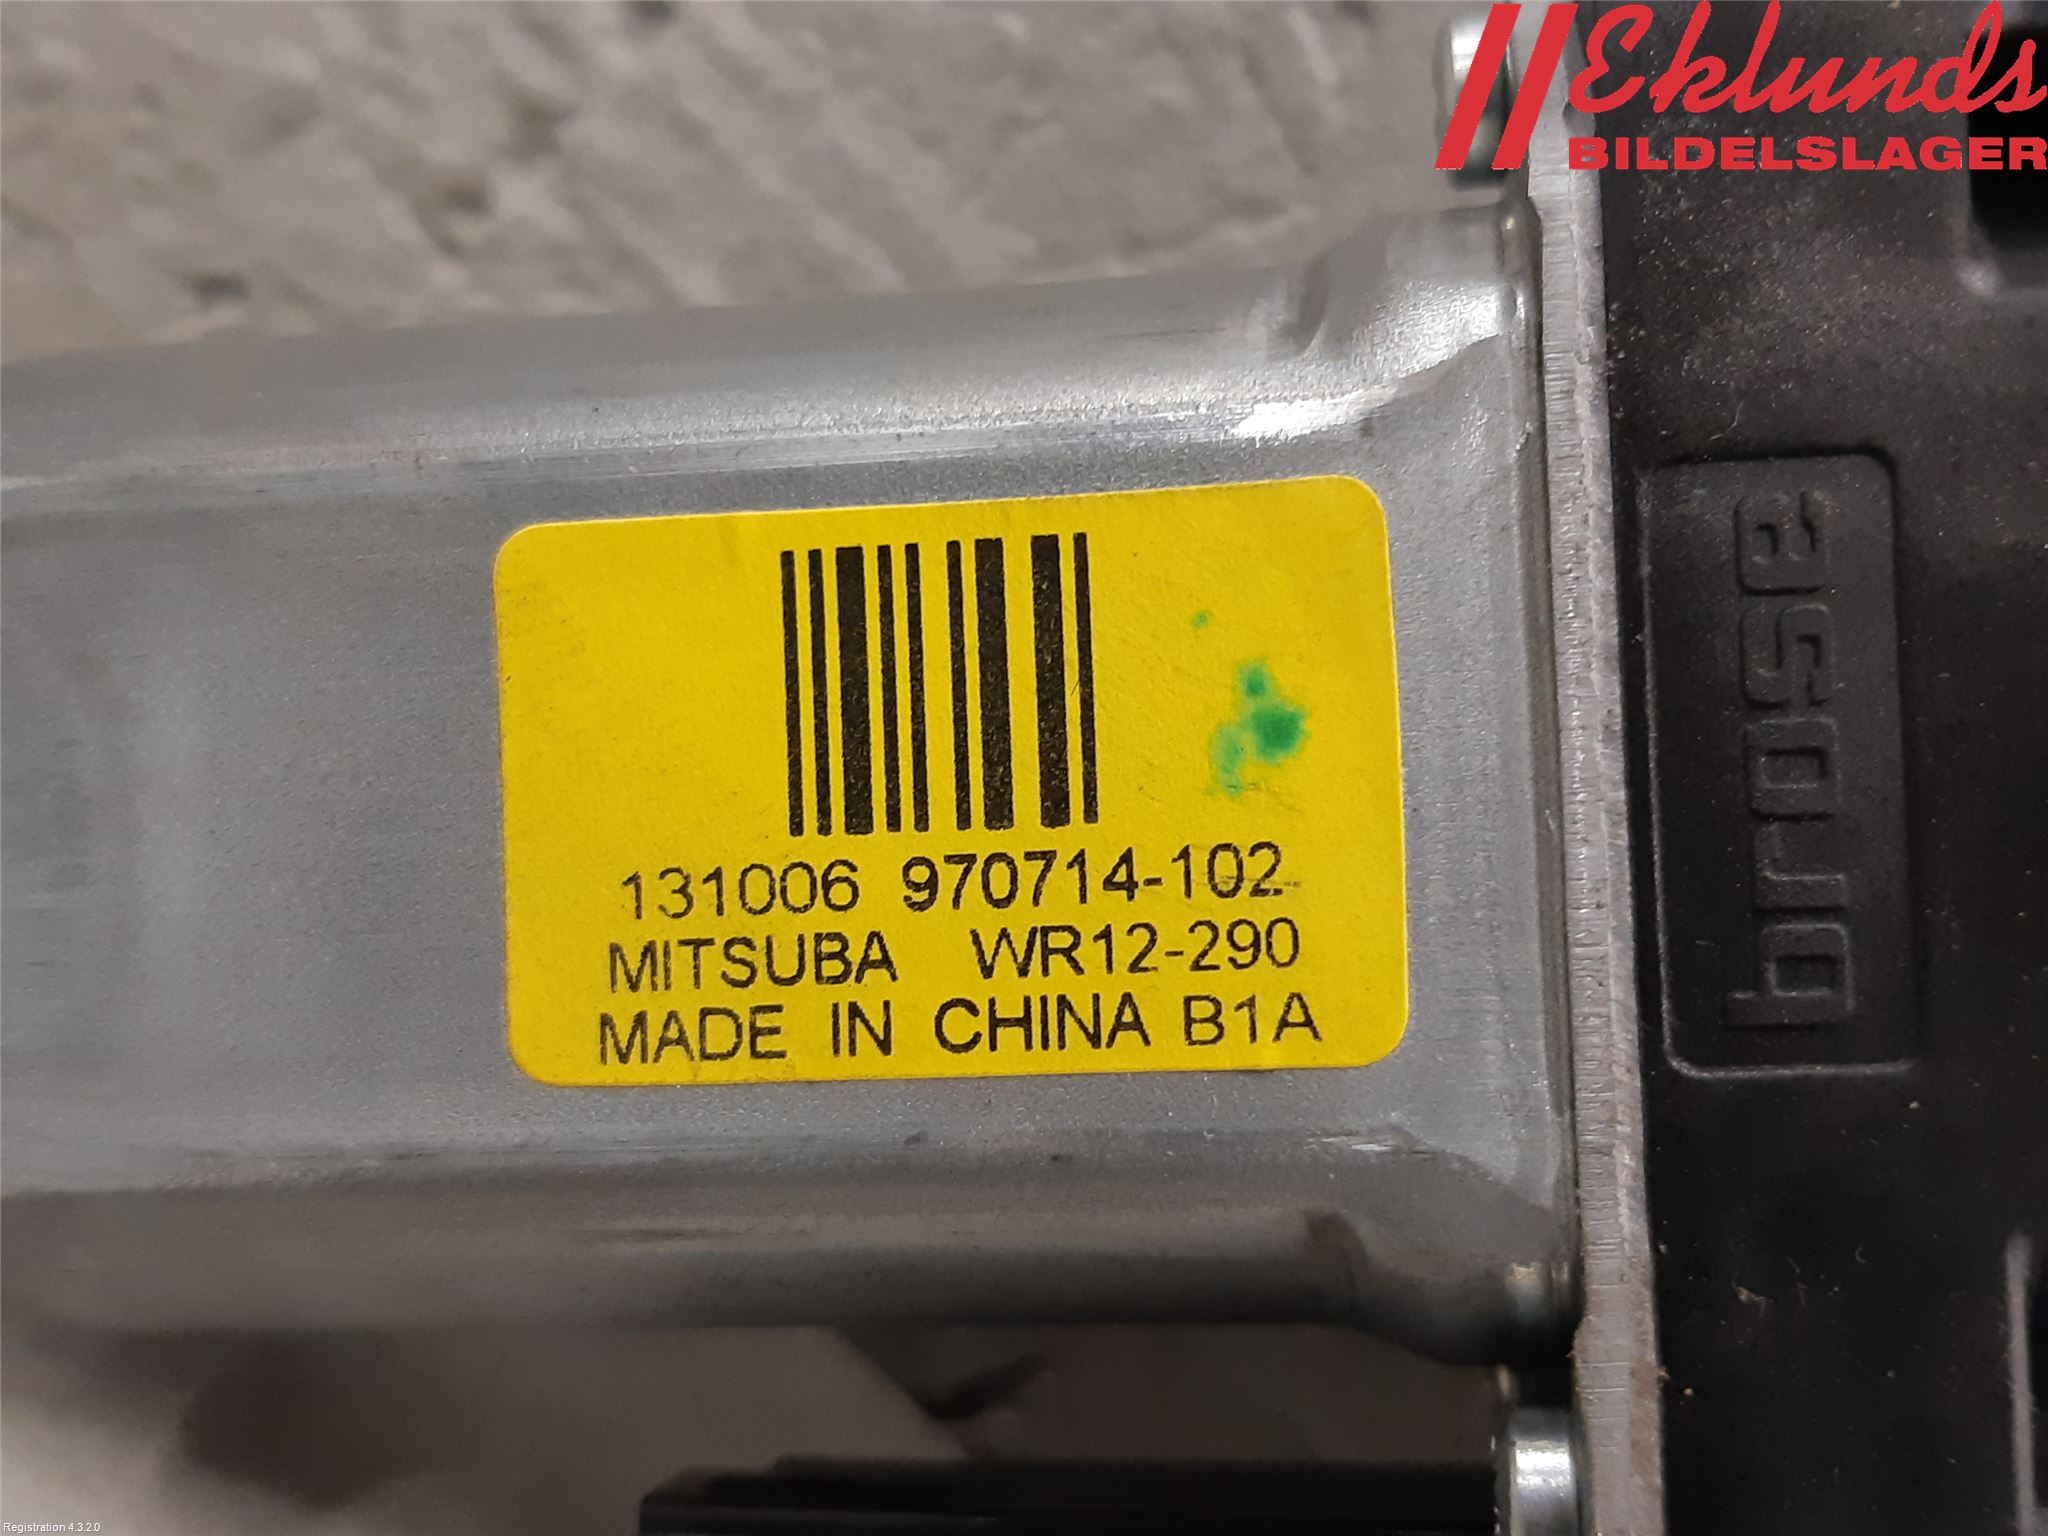 Eklunds
BILDELSLAGER
131006 970714-102
MITSUBA WR12-290
MADE IN CHINA B1A
brose
Registration 4.3.2.0